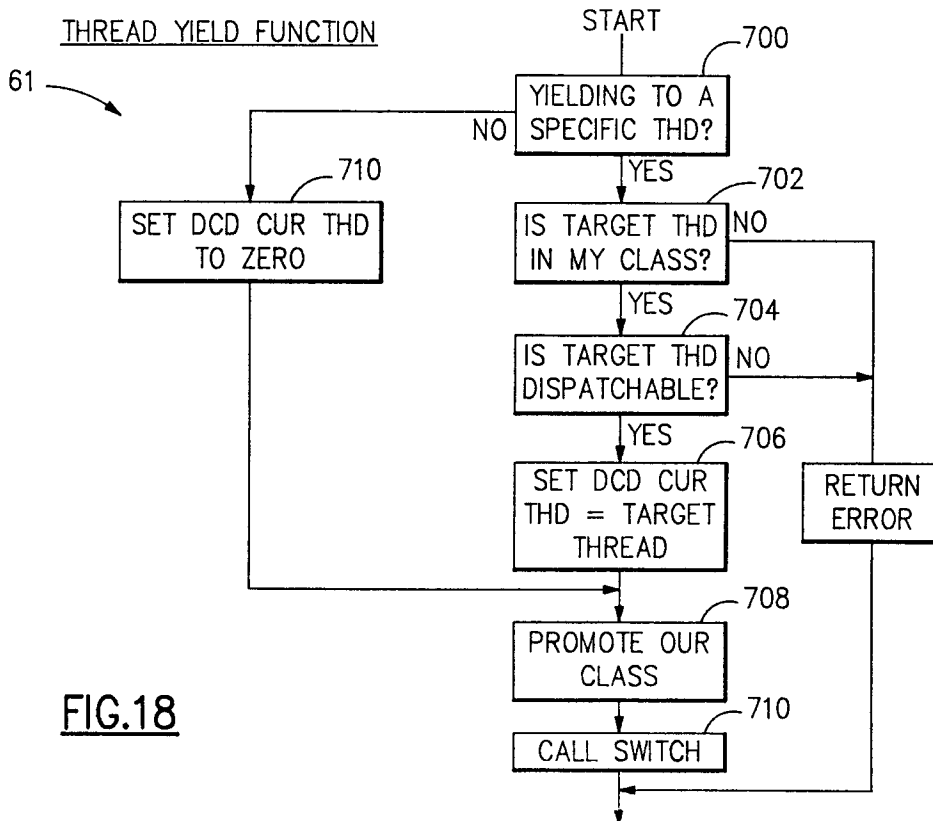 THREAD YIELD FUNCTION
61
START
700
YIELDING TO A
SPECIFIC THD?
NO
YES
710
SET DCD CUR THD
TO ZERO
702
IS TARGET THD
IN MY CLASS?
NO
YES
704
IS TARGET THD
DISPATCHABLE?
NO
YES
706
SET DCD CUR
THD = TARGET
THREAD
RETURN
ERROR
708
PROMOTE OUR
CLASS
710
CALL SWITCH
FIG.18